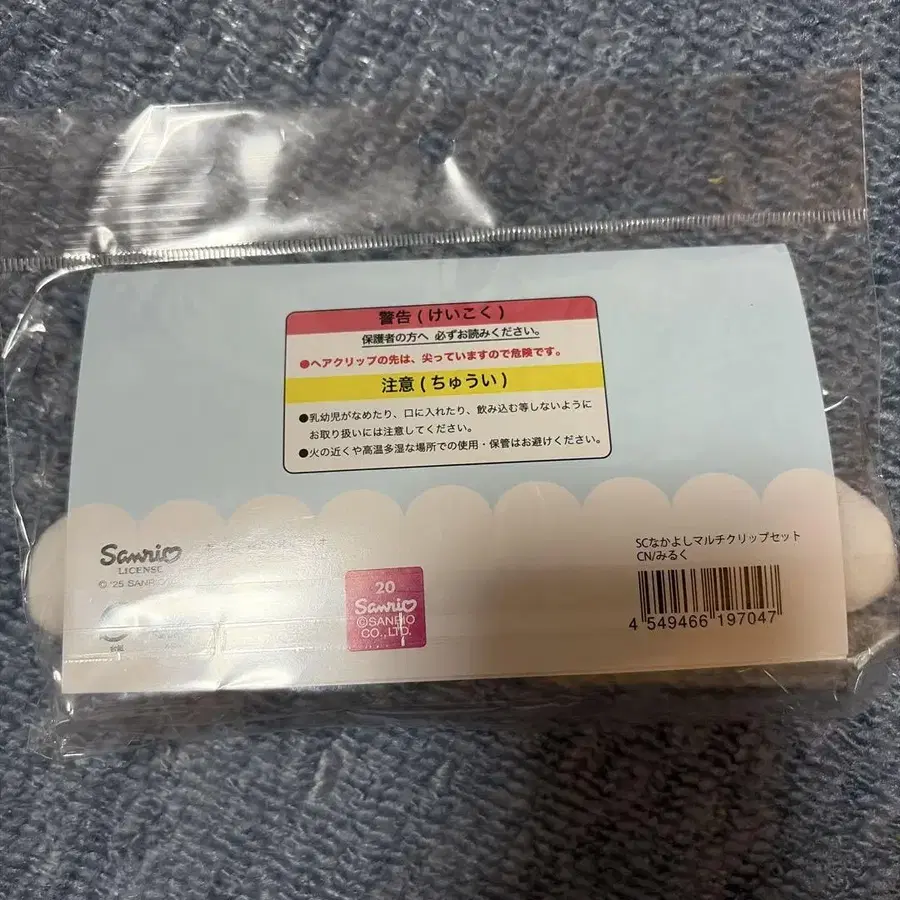 警告(けいこく)
保護者の方へ 必ずお読みください。
●ヘアクリップの先は、尖っていますので危険です。
注意(ちゅうい)
●乳幼児がなめたり、口に入れたり、飲み込む等しないように
お取り扱いには注意してください。
●火の近くや高温多湿な場所での使用・保管はお避けください。
Sanrio
LICENSE
© '25 SANRIO
台紙
20
Sanrio
©SANRIO
CO., LTD.
SCなかよしマルチクリップセット
CN/みるく
4 549466 197047